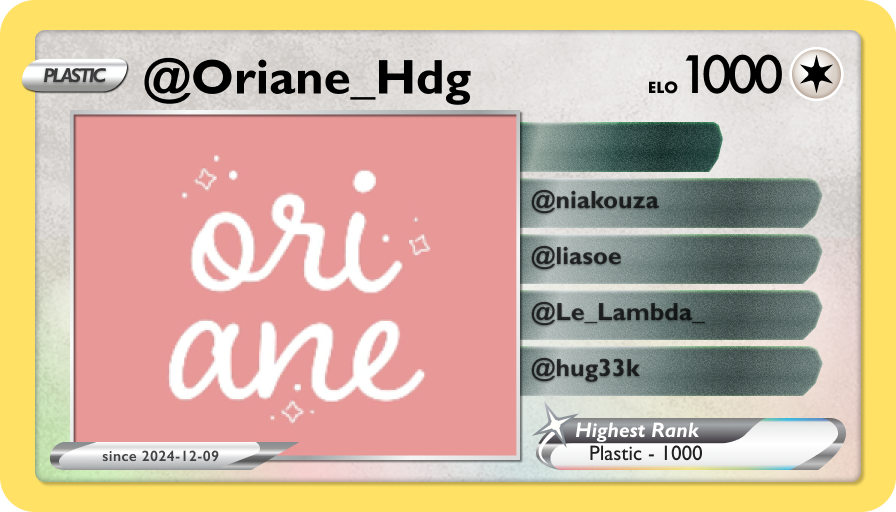 PLASTIC
@Oriane_Hdg
ELO 1000
ori
ane
@niakouza
@liasoe
@Le_Lambda_
@hug33k
since 2024-12-09
Highest Rank
Plastic - 1000